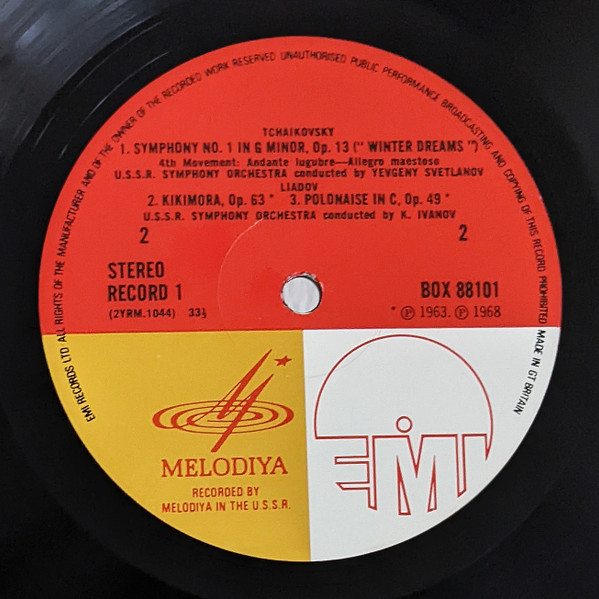 EMI RECORDS LTD ALL RIGHTS OF THE MANUFACTURER AND OF THE OWNER OF THE RECORDED WORK RESERVED UNAUTHORISED PUBLIC PERFORMANCE BROADCASTING AND COPYING OF THIS RECORD PROHIBITED MADE IN GT BRITAIN
TCHAIKOVSKY
1. SYMPHONY NO. 1 IN G MINOR, Op. 13 (" WINTER DREAMS ")
4th Movement: Andante lugubre—Allegro maestoso
U.S.S.R. SYMPHONY ORCHESTRA conducted by YEVGENY SVETLANOV
LIADOV
2. KIKIMORA, Op. 63 * 3. POLONAISE IN C, Op. 49 *
U.S.S.R. SYMPHONY ORCHESTRA conducted by K. IVANOV
2 2
STEREO
RECORD 1 BOX 88101
(2YRM.1044) 33⅓ * ℗ 1963. ℗ 1968
MELODIYA
RECORDED BY
MELODIYA IN THE U.S.S.R.
EMI